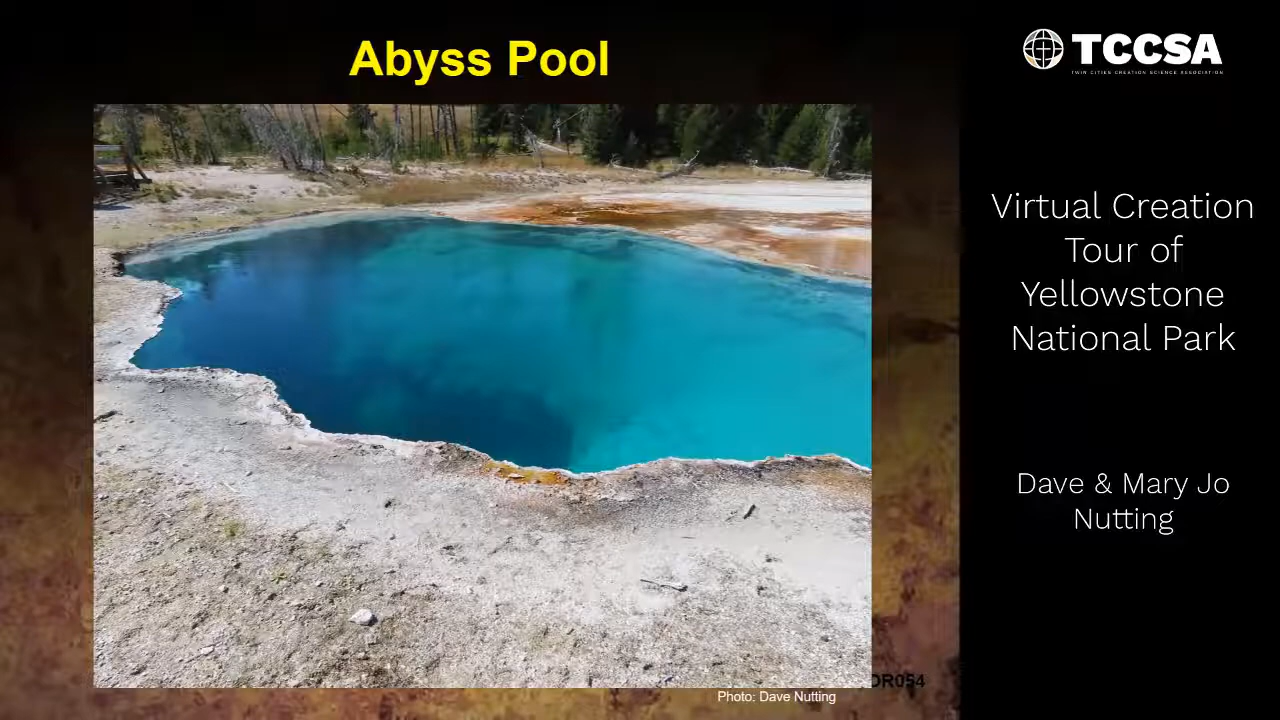 Abyss Pool
TCCSA
TWIN CITIES CREATION SCIENCE ASSOCIATION
Virtual Creation
Tour of
Yellowstone
National Park
Dave & Mary Jo
Nutting
Photo: Dave Nutting